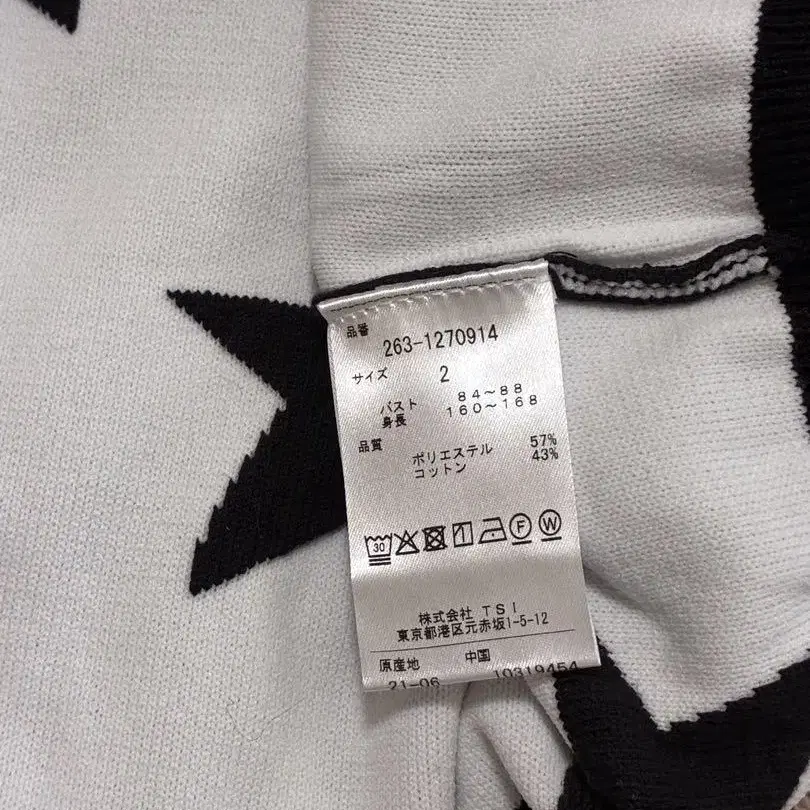 品番
263-1270914
サイズ 2
バスト 84～88
身長 160～168
品質
ポリエステル 57%
コットン 43%
30
F W
株式会社 TSI
東京都港区元赤坂1-5-12
原産地 中国
21-06 10319454